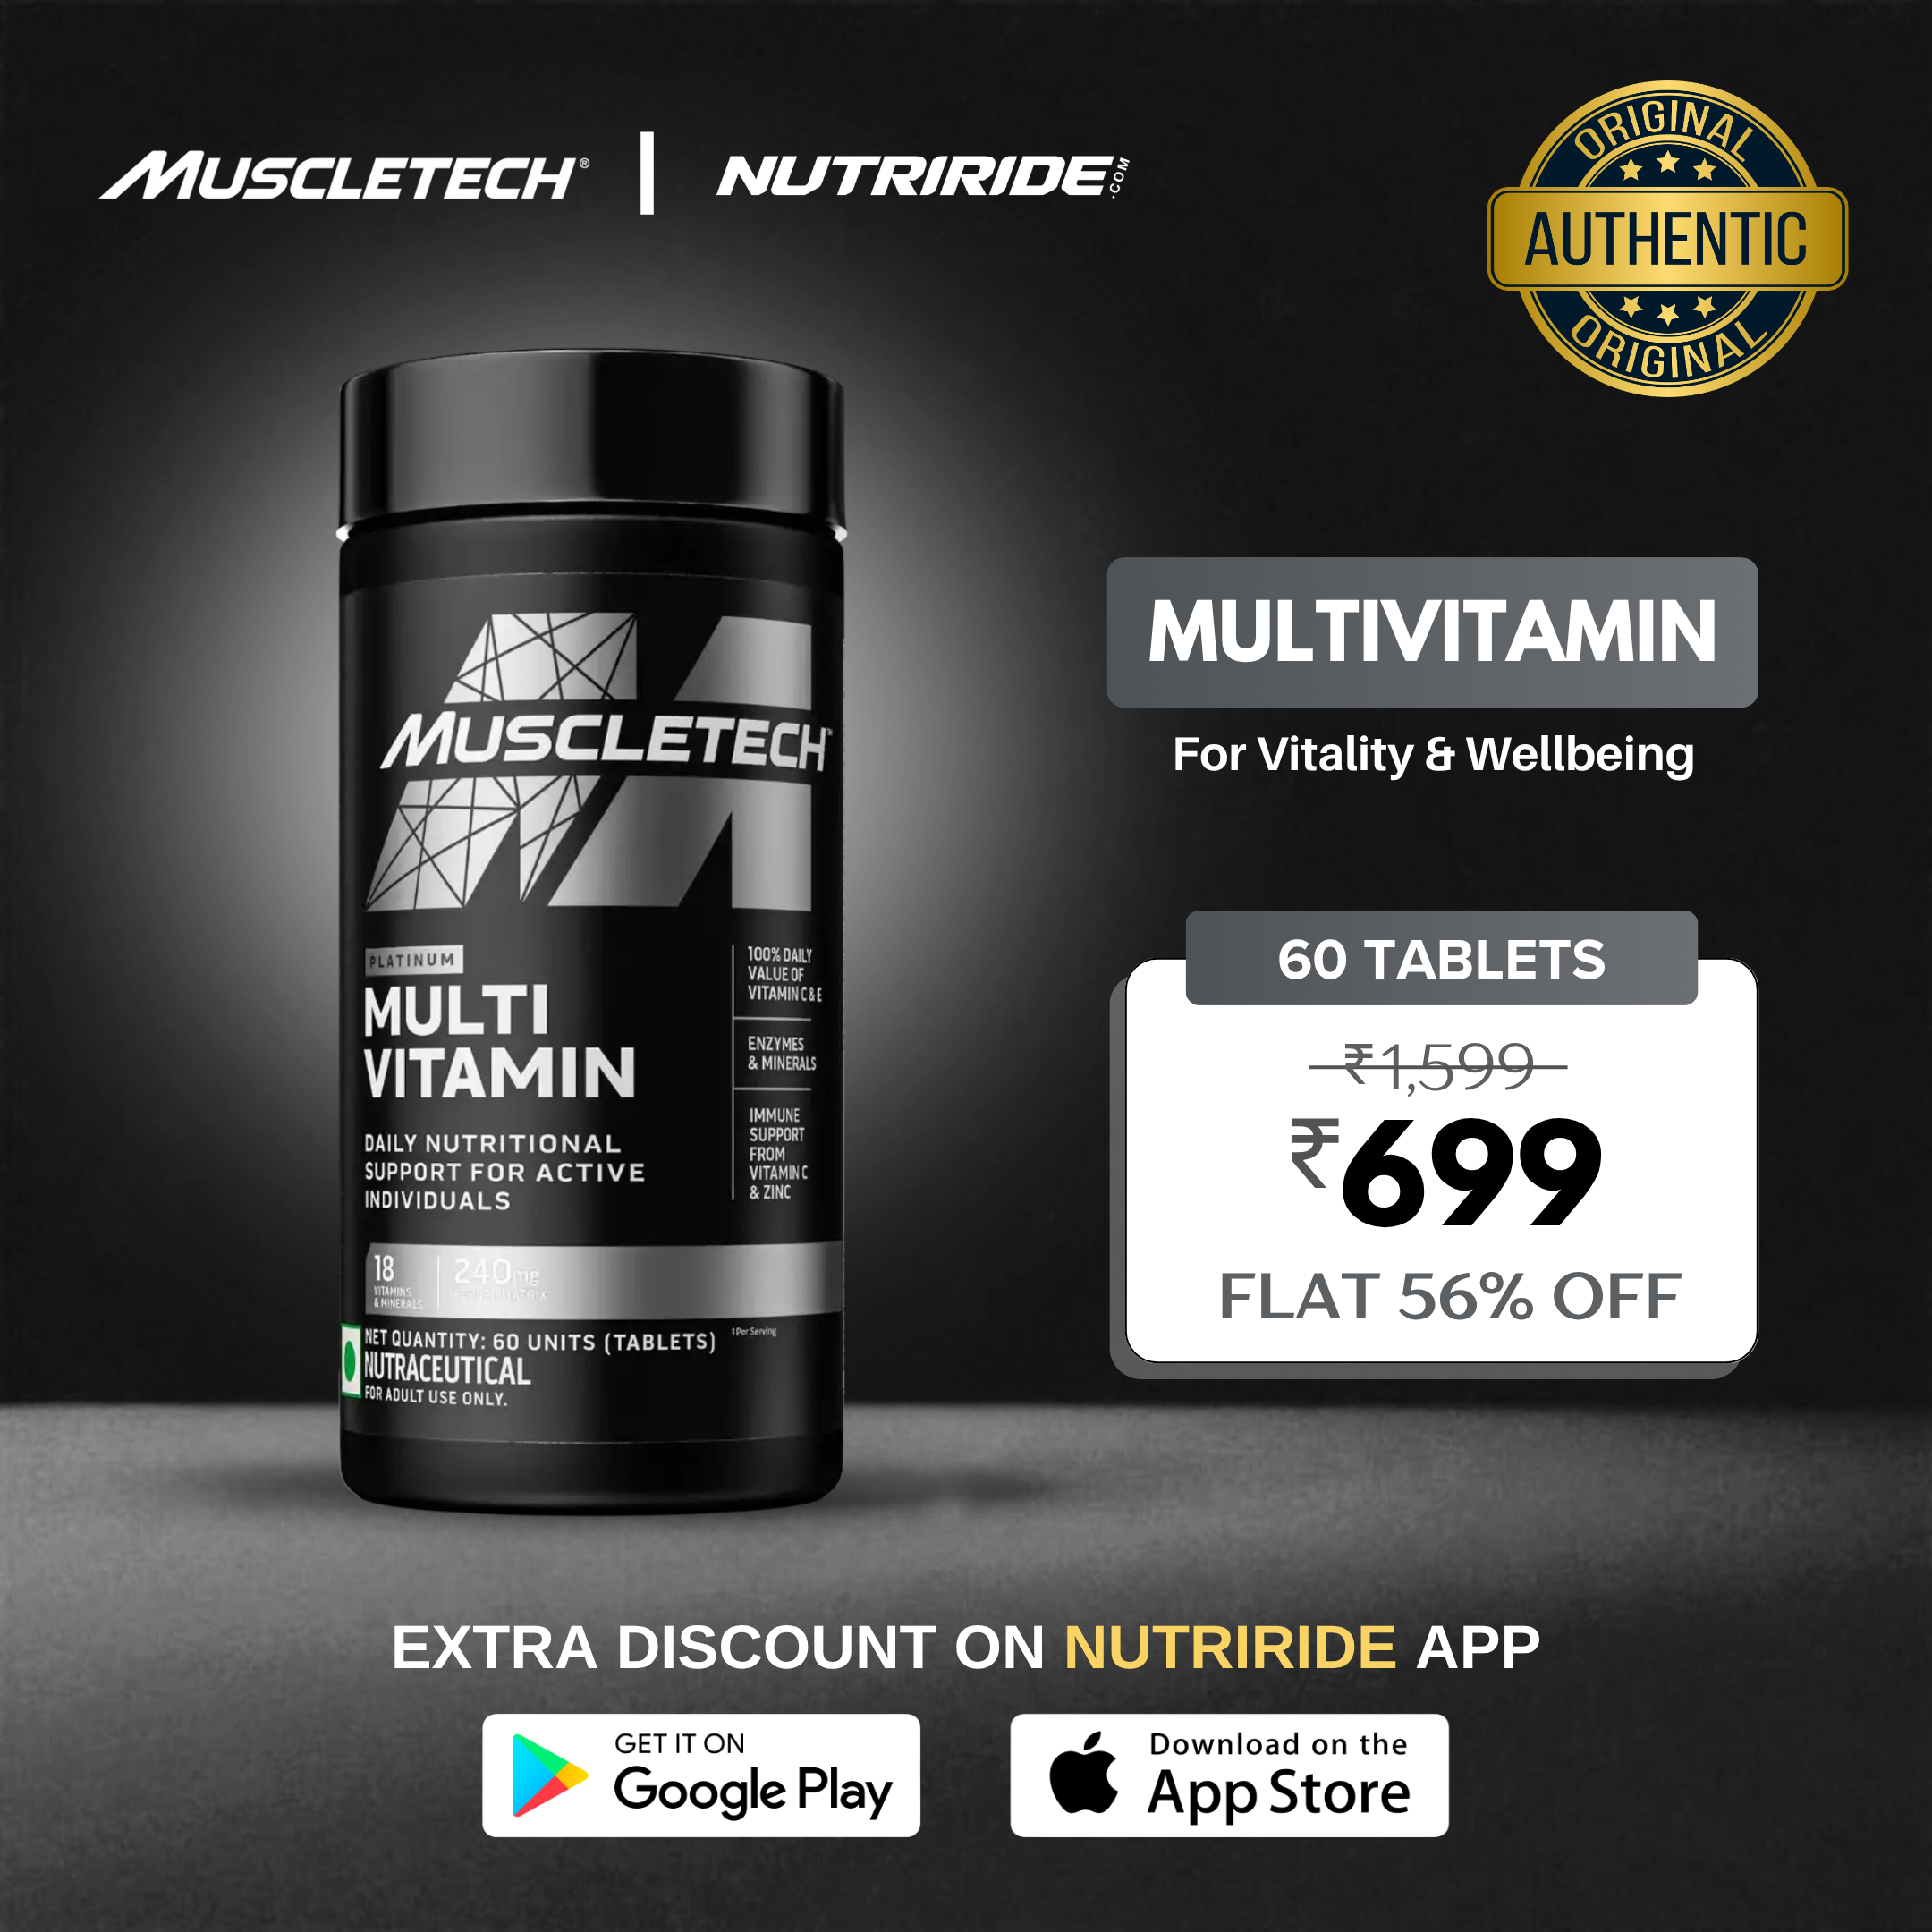 MUSCLETECH®
NUTRIRIDE.COM
ORIGINAL
AUTHENTIC
ORIGINAL
MUSCLETECH™
PLATINUM
MULTI
VITAMIN
DAILY NUTRITIONAL
SUPPORT FOR ACTIVE
INDIVIDUALS
100% DAILY
VALUE OF
VITAMIN C & E
ENZYMES
& MINERALS
IMMUNE
SUPPORT
FROM
VITAMIN C
& ZINC
18
VITAMINS
& MINERALS
240mg
NET QUANTITY: 60 UNITS (TABLETS)
‡Per Serving
NUTRACEUTICAL
FOR ADULT USE ONLY.
MULTIVITAMIN
For Vitality & Wellbeing
60 TABLETS
₹1,599
₹699
FLAT 56% OFF
EXTRA DISCOUNT ON NUTRIRIDE APP
GET IT ON
Google Play
Download on the
App Store